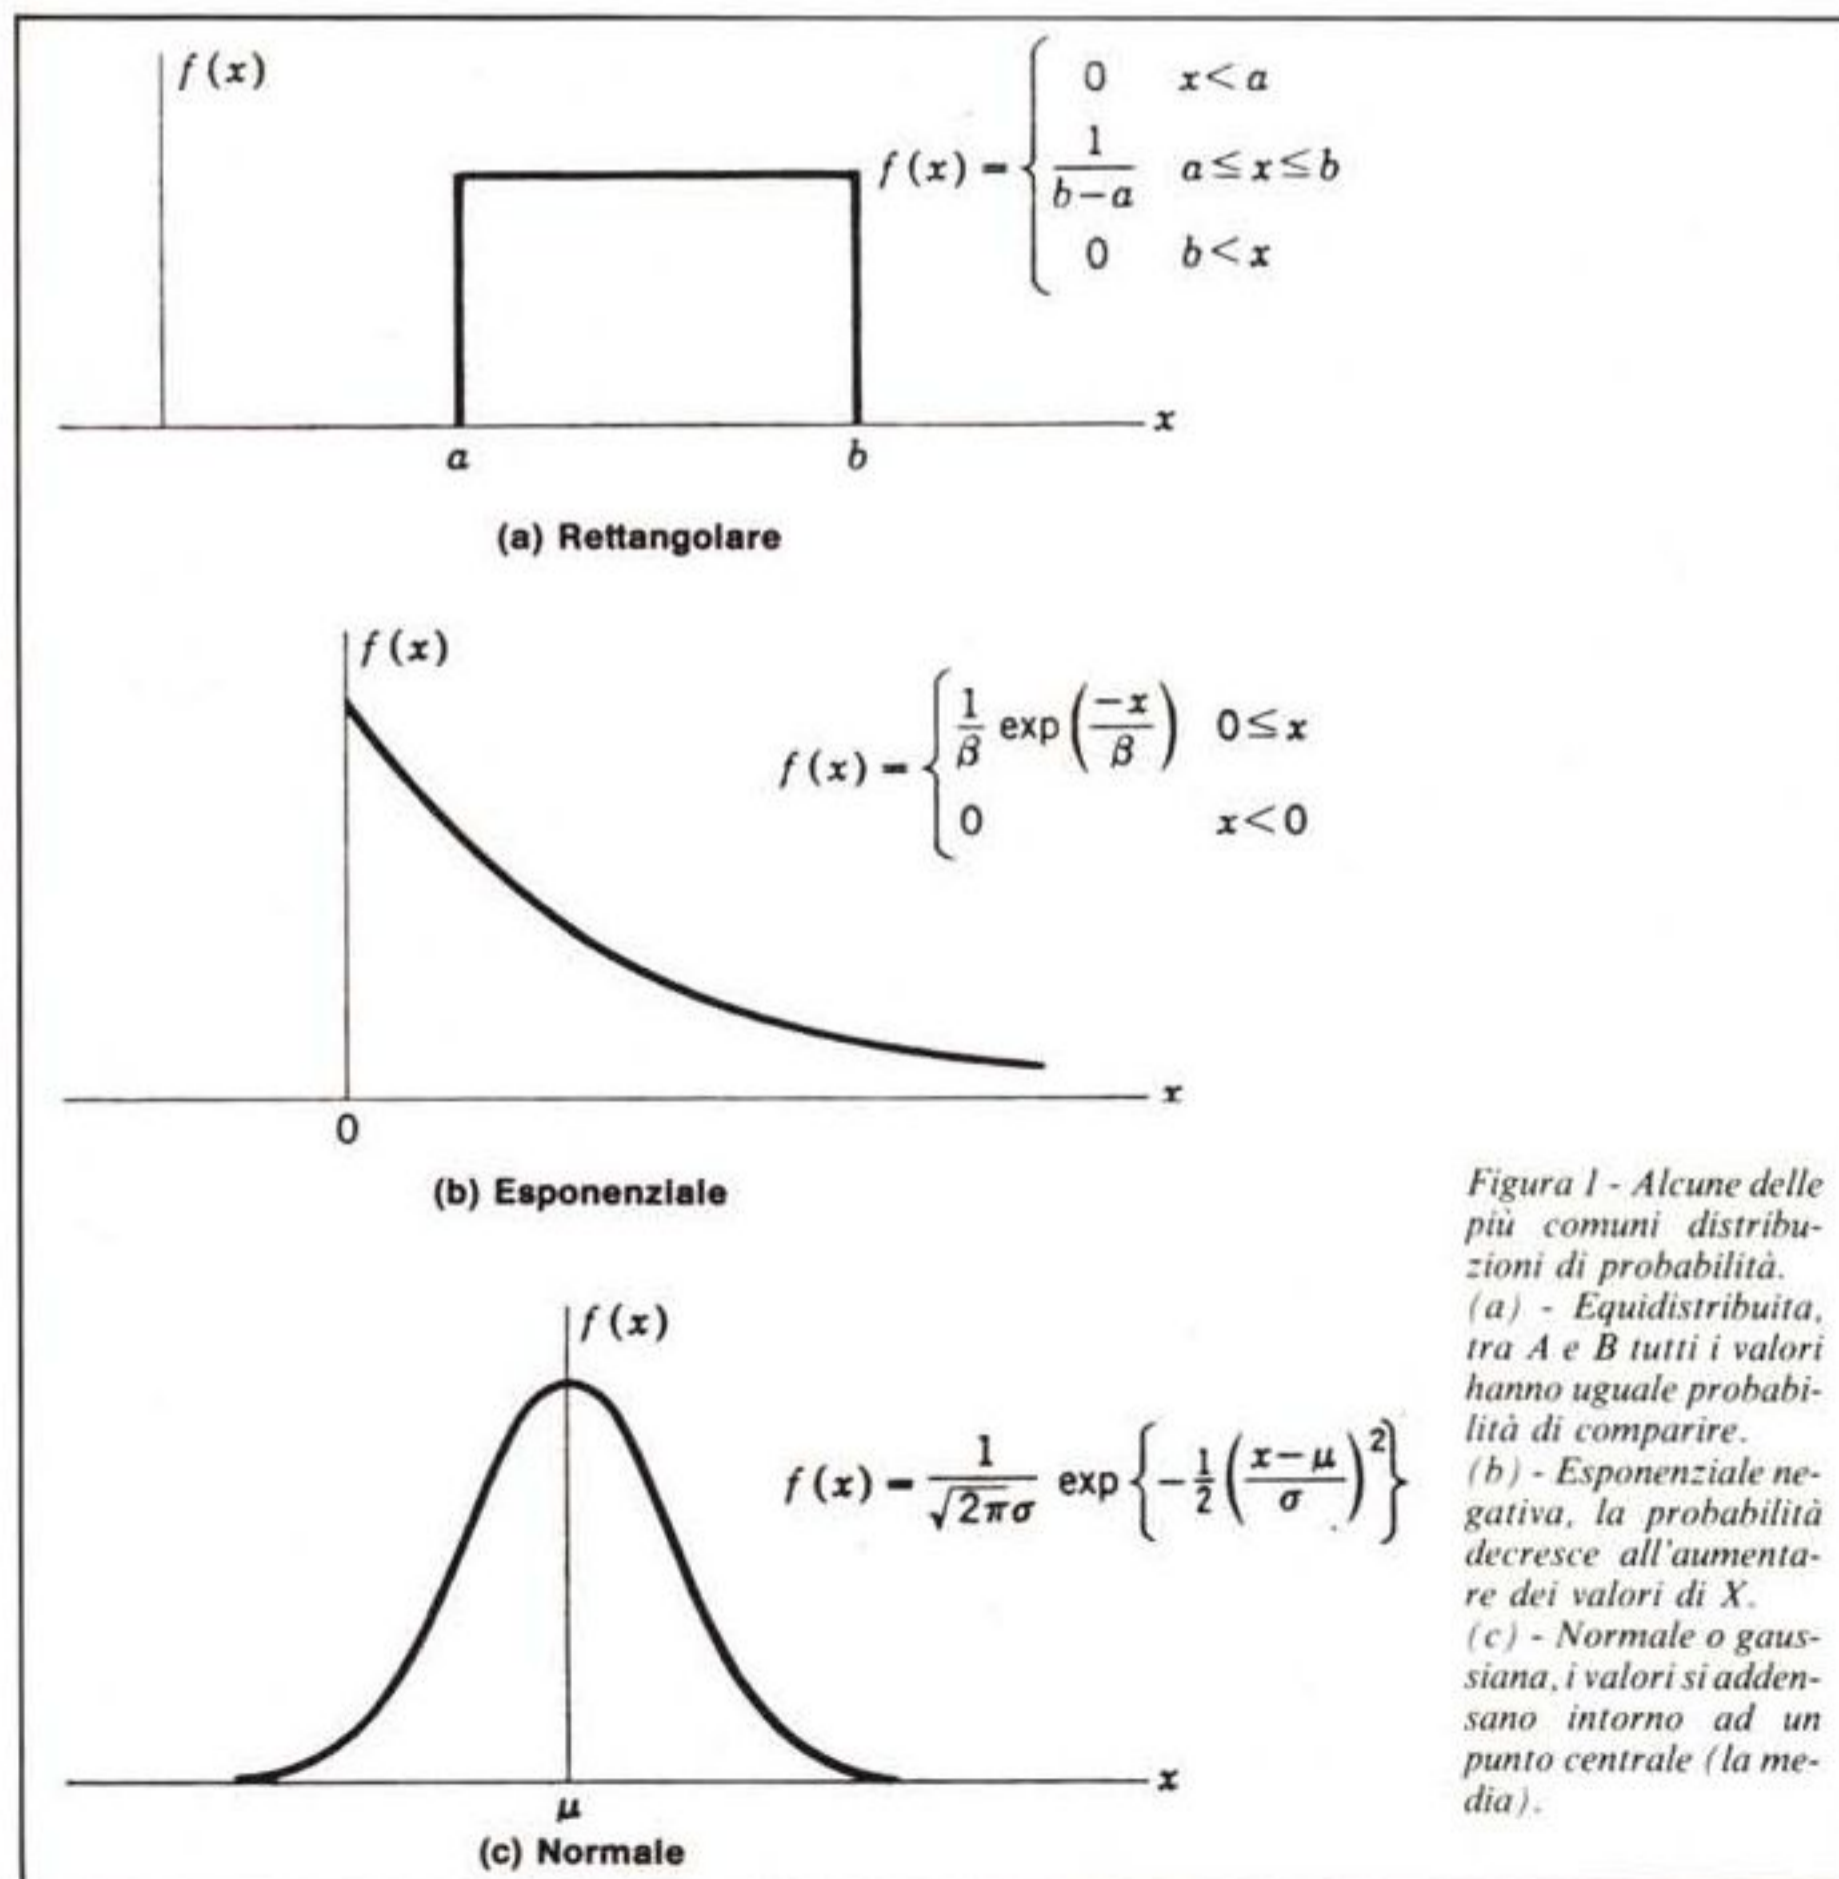 f(x)
f(x) = { 0 x<a
1/(b−a) a≤x≤b
0 b<x
x
a b
(a) Rettangolare
f(x)
f(x) = { 1/β exp(−x/β) 0≤x
0 x<0
x
0
(b) Esponenziale
f(x)
f(x) = 1/(√2πσ) exp{−1/2((x−μ)/σ)²}
x
μ
(c) Normale
Figura 1 - Alcune delle
più comuni distribu-
zioni di probabilità.
(a) - Equidistribuita,
tra A e B tutti i valori
hanno uguale probabi-
lità di comparire.
(b) - Esponenziale ne-
gativa, la probabilità
decresce all'aumenta-
re dei valori di X.
(c) - Normale o gaus-
siana, i valori si adden-
sano intorno ad un
punto centrale (la me-
dia).